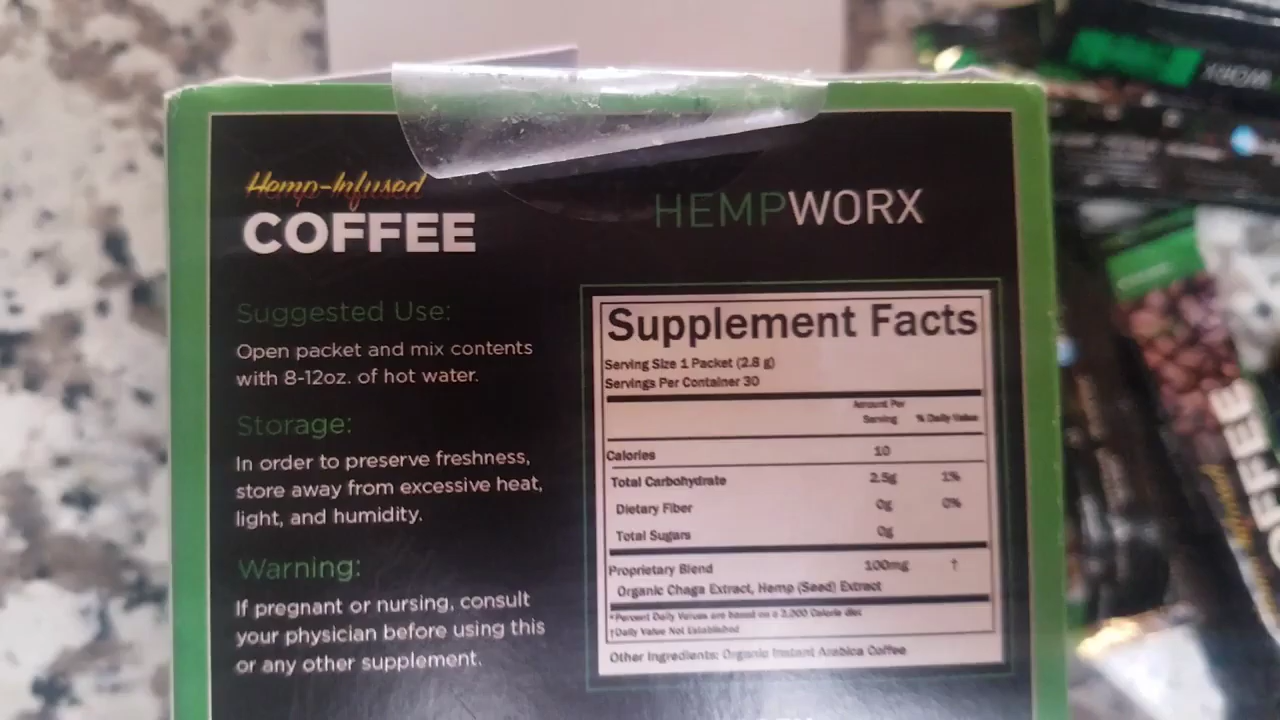 Hemp-Infused
COFFEE
HEMPWORX
Suggested Use:
Open packet and mix contents
with 8-12oz. of hot water.
Storage:
In order to preserve freshness,
store away from excessive heat,
light, and humidity.
Warning:
If pregnant or nursing, consult
your physician before using this
or any other supplement.
Supplement Facts
Serving Size 1 Packet (2.8 g)
Servings Per Container 30
Amount Per
Serving % Daily Value
Calories 10
Total Carbohydrate 2.5g 1%
Dietary Fiber 0g 0%
Total Sugars 0g
Proprietary Blend 100mg †
Organic Chaga Extract, Hemp (Seed) Extract
*Percent Daily Values are based on a 2,000 Calorie diet
†Daily Value Not Established
Other Ingredients: Organic Instant Arabica Coffee
WORX
COFFEE